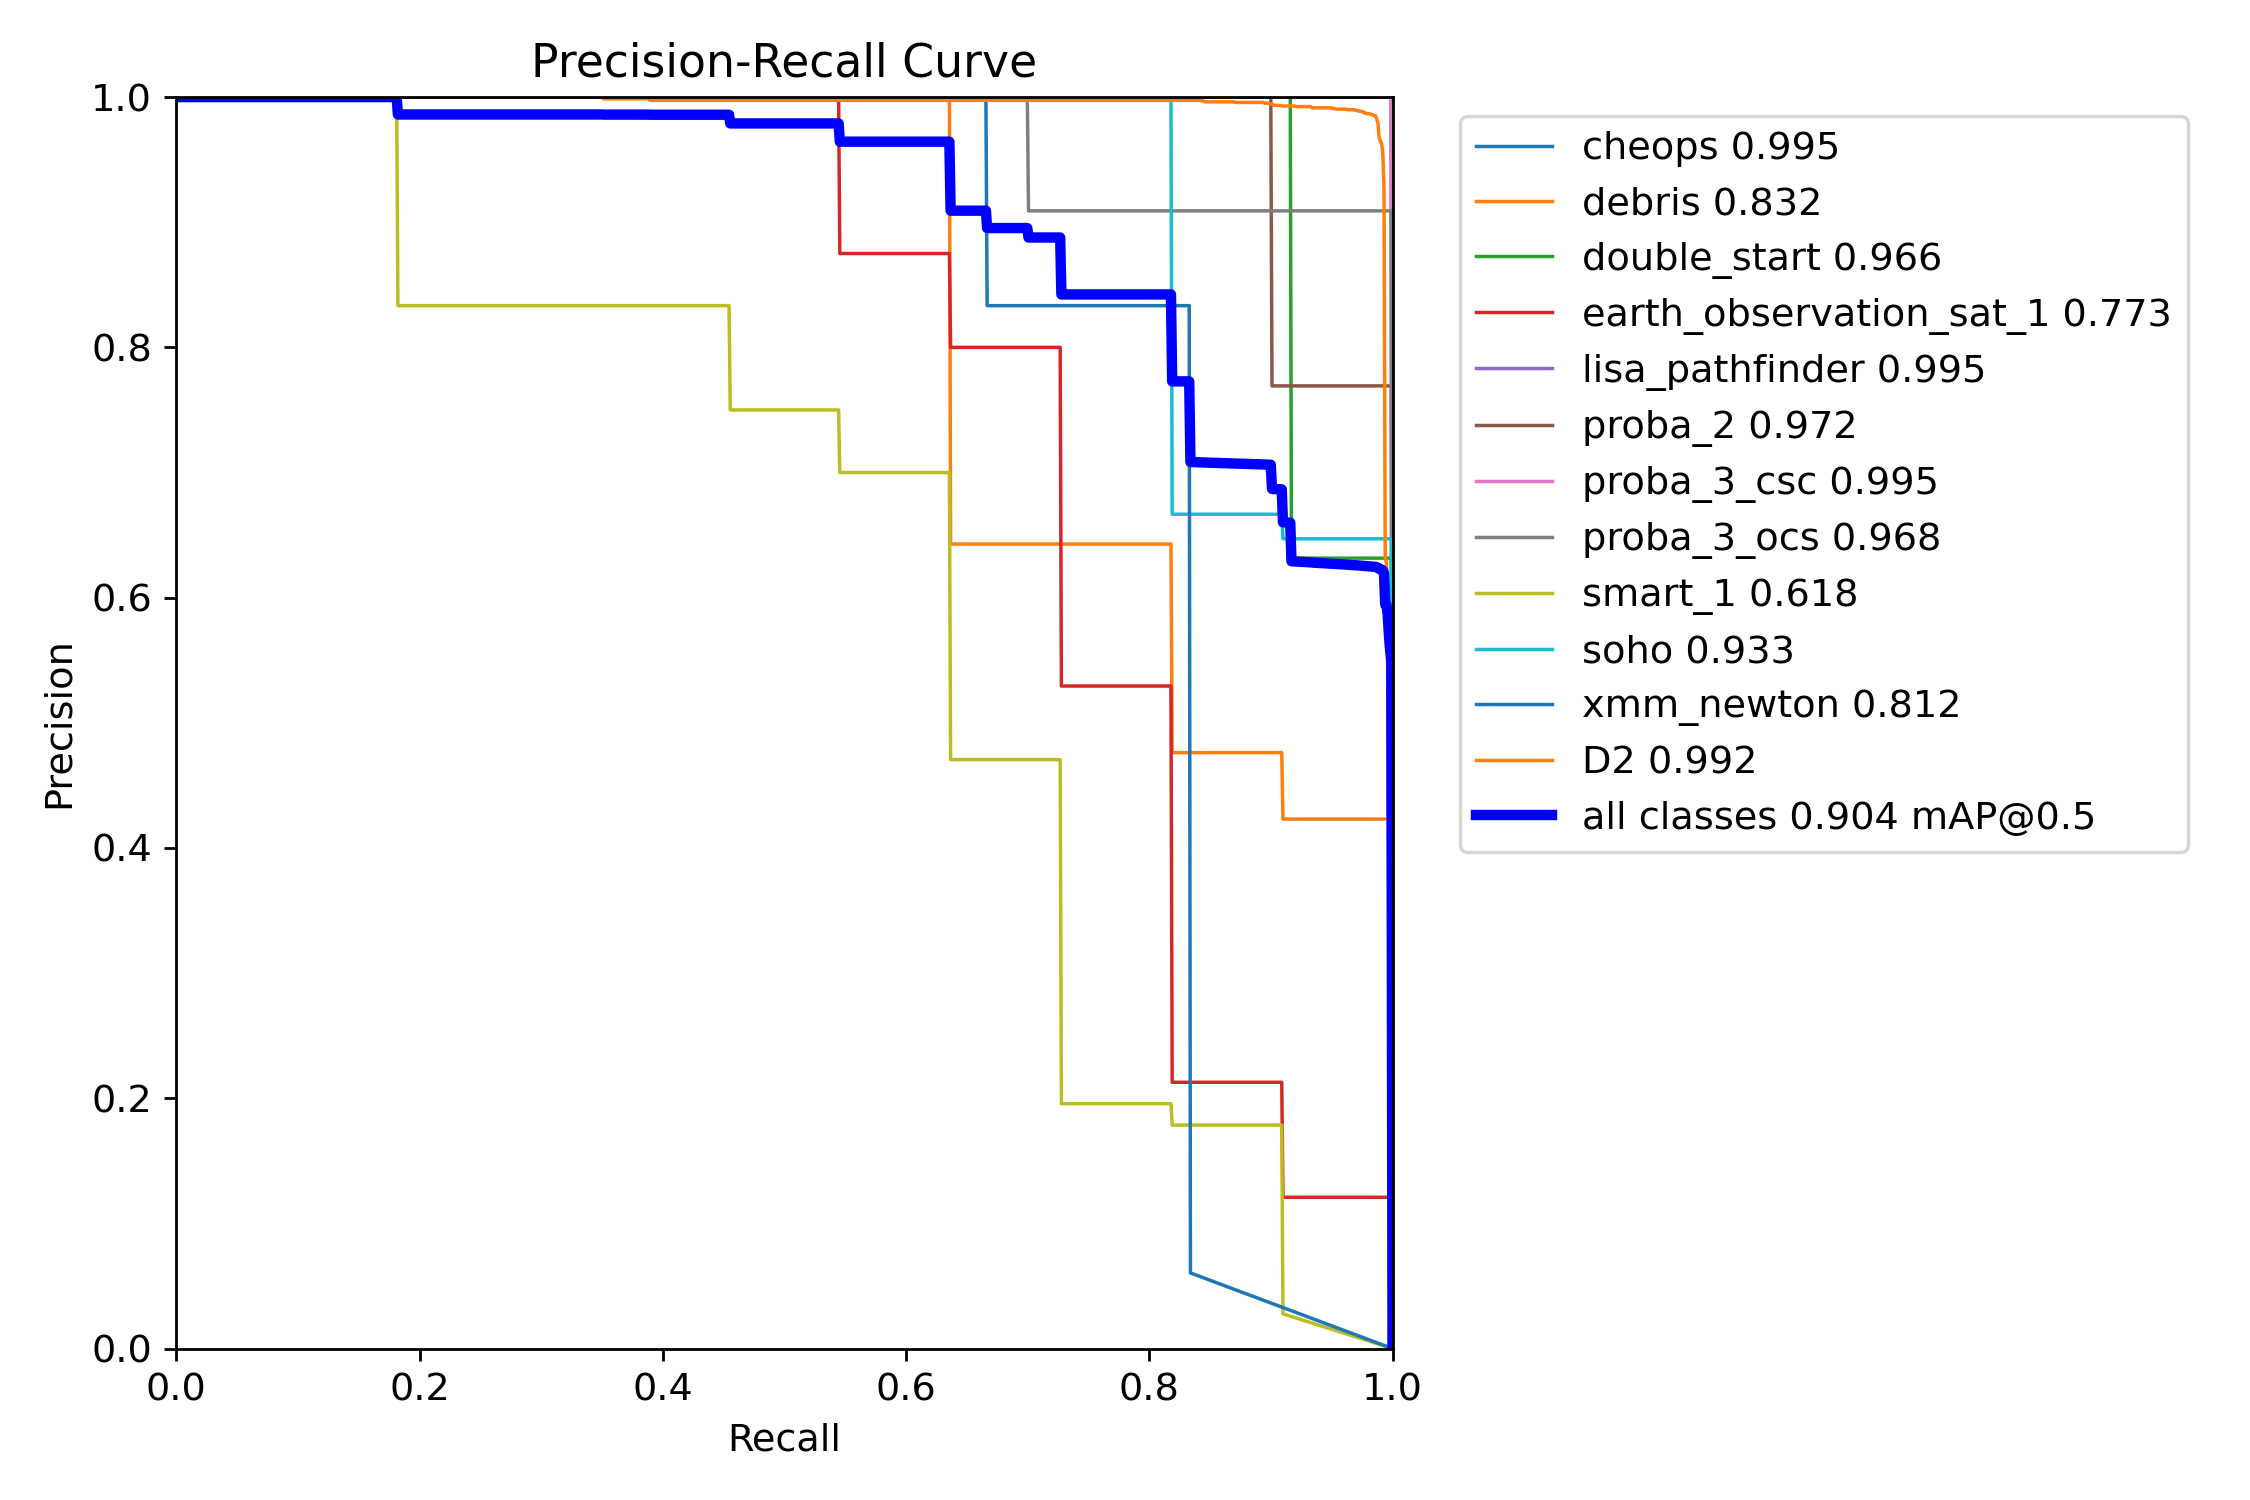 Precision-Recall Curve
1.0
0.8
0.6
0.4
0.2
0.0
Precision
0.0 0.2 0.4 0.6 0.8 1.0
Recall
cheops 0.995
debris 0.832
double_start 0.966
earth_observation_sat_1 0.773
lisa_pathfinder 0.995
proba_2 0.972
proba_3_csc 0.995
proba_3_ocs 0.968
smart_1 0.618
soho 0.933
xmm_newton 0.812
D2 0.992
all classes 0.904 mAP@0.5